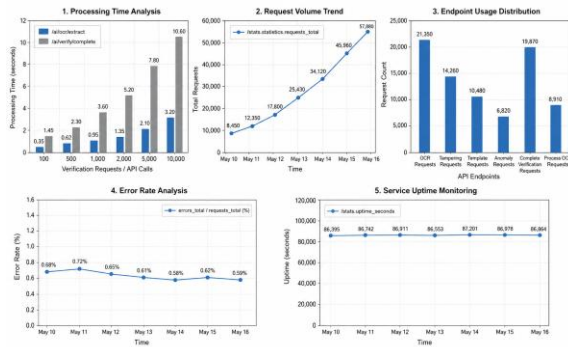 1. Processing Time Analysis
/ai/ocr/extract
/ai/verify/complete
Processing Time (seconds)
12
10
8
6
4
2
0
0.35
1.45
0.62
2.30
0.95
3.60
1.35
5.20
2.10
7.80
3.20
10.60
100
500
1,000
2,000
5,000
10,000
Verification Requests / API Calls
2. Request Volume Trend
/stats.statistics.requests_total
Total Requests
60,000
50,000
40,000
30,000
20,000
10,000
0
8,450
12,350
17,800
25,430
34,120
45,960
May 10
May 11
May 12
May 13
May 14
May 15
May 16
Time
3. Endpoint Usage Distribution
Request Count
25,000
20,000
15,000
10,000
5,000
0
21,350
14,260
10,480
6,820
19,870
8,910
OCR Requests
Tampering Requests
Template Requests
Anomaly Requests
Complete Verification Requests
API Endpoints
4. Error Rate Analysis
errors_total / requests_total (%)
Error Rate (%)
1.6
1.4
1.2
1.0
0.8
0.6
0.4
0.2
0.0
0.68%
0.72%
0.65%
0.61%
0.58%
0.62%
0.59%
May 10
May 11
May 12
May 13
May 14
May 15
May 16
Time
5. Service Uptime Monitoring
/stats.uptime_seconds
Uptime (seconds)
120,000
100,000
80,000
60,000
40,000
20,000
0
86,395
86,742
86,911
86,553
87,201
86,978
86,864
May 10
May 11
May 12
May 13
May 14
May 15
May 16
Time